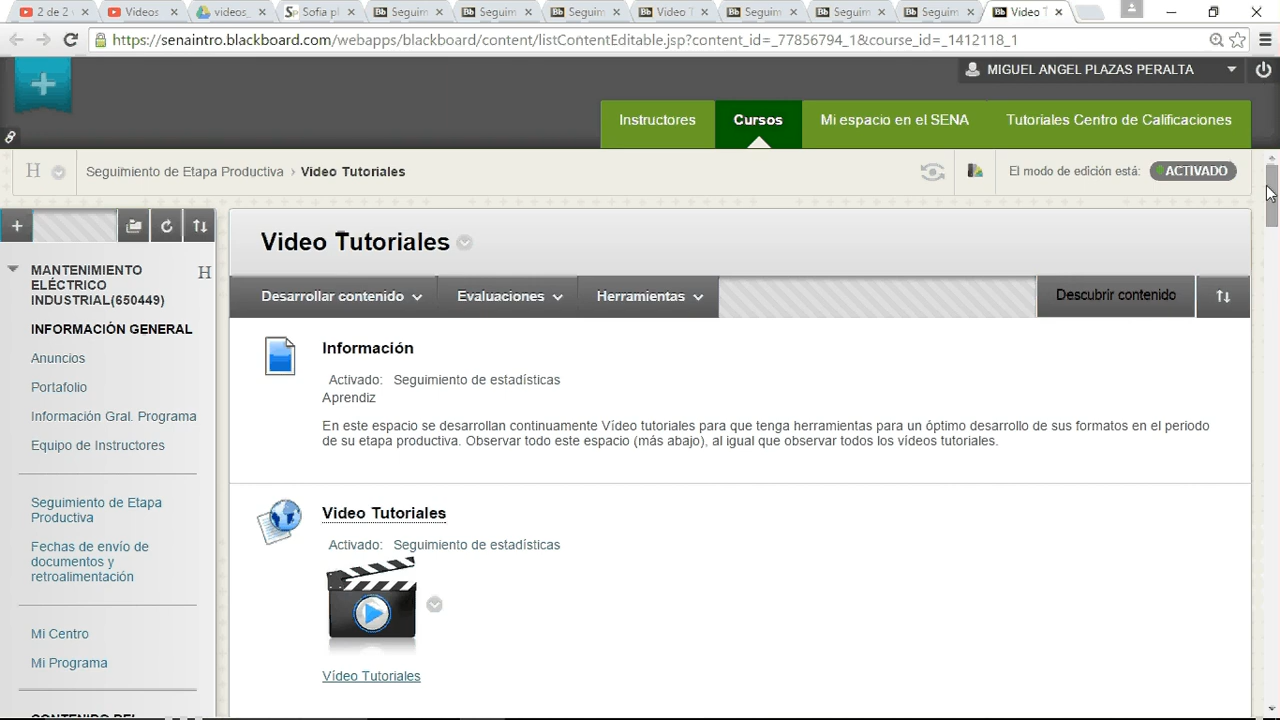 2 de 2
Videos
videos_
Sofia pl
Seguim
Seguim
Seguim
Video T
Seguim
Seguim
Seguim
Video T
https://senaintro.blackboard.com/webapps/blackboard/content/listContentEditable.jsp?content_id=_77856794_1&course_id=_1412118_1
MIGUEL ANGEL PLAZAS PERALTA
Instructores
Cursos
Mi espacio en el SENA
Tutoriales Centro de Calificaciones
H
Seguimiento de Etapa Productiva › Video Tutoriales
El modo de edición está:
ACTIVADO
MANTENIMIENTO
ELÉCTRICO
INDUSTRIAL(650449)
H
INFORMACIÓN GENERAL
Anuncios
Portafolio
Información Gral. Programa
Equipo de Instructores
Seguimiento de Etapa
Productiva
Fechas de envío de
documentos y
retroalimentación
Mi Centro
Mi Programa
CONTENIDO DEL
Video Tutoriales
Desarrollar contenido
Evaluaciones
Herramientas
Descubrir contenido
Información
Activado: Seguimiento de estadísticas
Aprendiz
En este espacio se desarrollan continuamente Vídeo tutoriales para que tenga herramientas para un óptimo desarrollo de sus formatos en el periodo
de su etapa productiva. Observar todo este espacio (más abajo), al igual que observar todos los vídeos tutoriales.
Video Tutoriales
Activado: Seguimiento de estadísticas
Vídeo Tutoriales